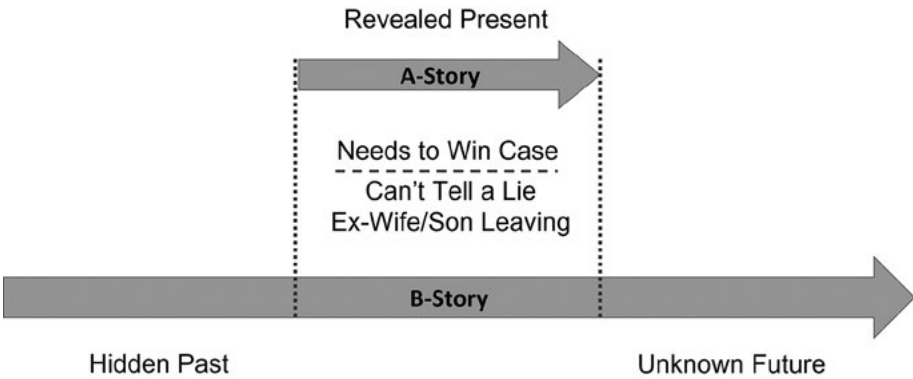 Revealed Present
A-Story
Needs to Win Case
Can't Tell a Lie
Ex-Wife/Son Leaving
B-Story
Hidden Past
Unknown Future